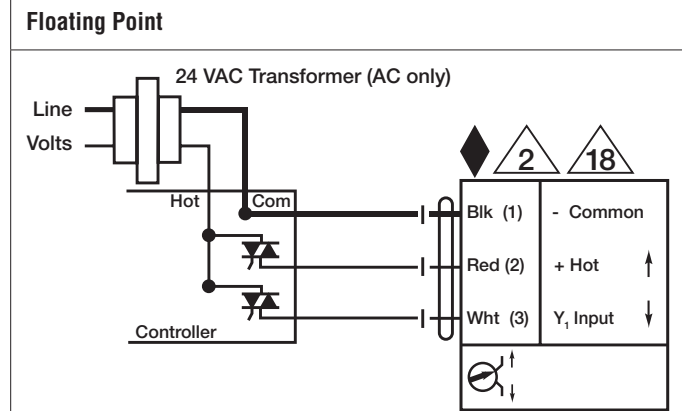 Floating Point
24 VAC Transformer (AC only)
Line
Volts
2
18
Hot
Com
Blk (1)
- Common
Red (2)
+ Hot
Wht (3)
Y₁ Input
Controller